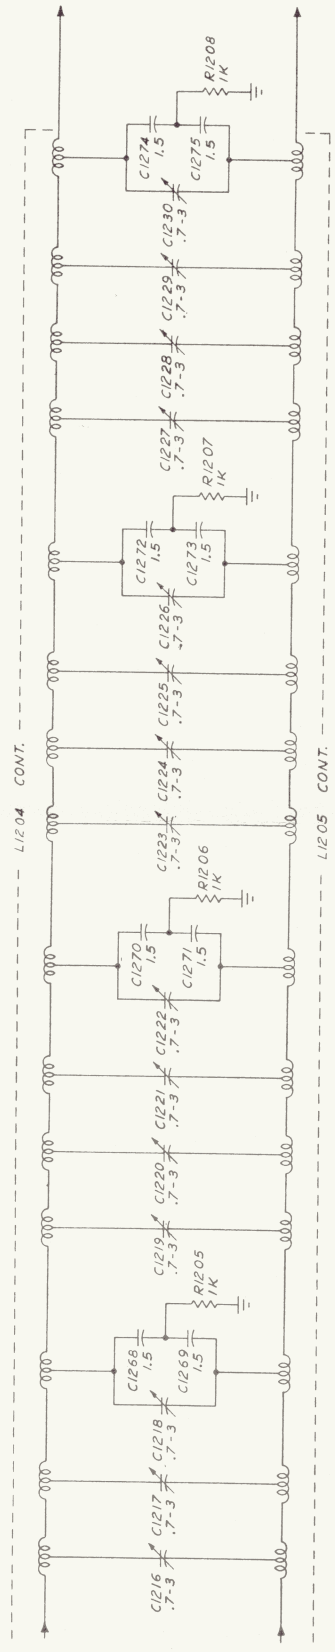 R1208
1K
C1274
1.5
C1275
1.5
C1230
.7-3
C1229
.7-3
C1228
.7-3
C1227
.7-3
R1207
1K
C1272
1.5
C1273
1.5
C1226
.7-3
C1225
.7-3
C1224
.7-3
C1223
.7-3
L1204 CONT.
L1205 CONT.
R1206
1K
C1270
1.5
C1271
1.5
C1222
.7-3
C1221
.7-3
C1220
.7-3
C1219
.7-3
R1205
1K
C1268
1.5
C1269
1.5
C1218
.7-3
C1217
.7-3
C1216
.7-3